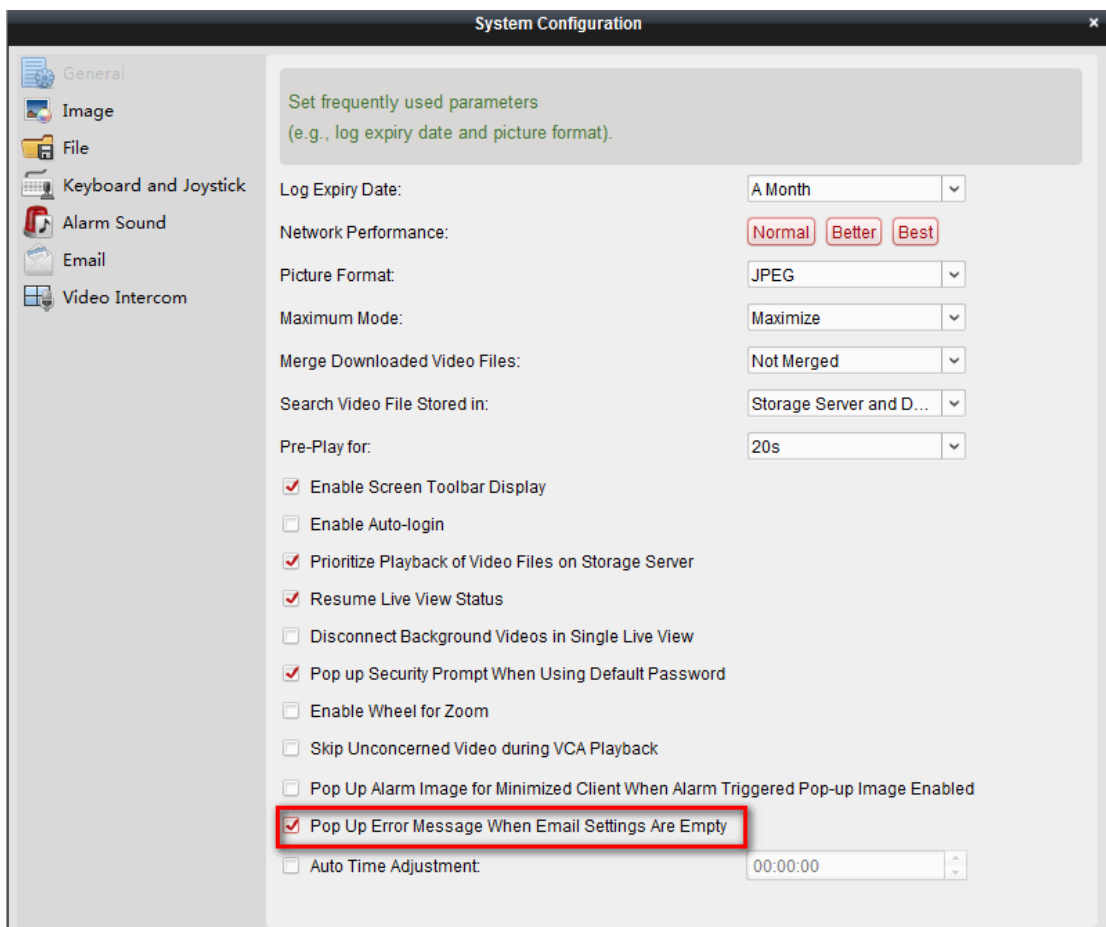 System Configuration
×
General
Image
File
Keyboard and Joystick
Alarm Sound
Email
Video Intercom
Set frequently used parameters
(e.g., log expiry date and picture format).
Log Expiry Date: A Month
Network Performance: Normal Better Best
Picture Format: JPEG
Maximum Mode: Maximize
Merge Downloaded Video Files: Not Merged
Search Video File Stored in: Storage Server and D...
Pre-Play for: 20s
Enable Screen Toolbar Display
Enable Auto-login
Prioritize Playback of Video Files on Storage Server
Resume Live View Status
Disconnect Background Videos in Single Live View
Pop up Security Prompt When Using Default Password
Enable Wheel for Zoom
Skip Unconcerned Video during VCA Playback
Pop Up Alarm Image for Minimized Client When Alarm Triggered Pop-up Image Enabled
Pop Up Error Message When Email Settings Are Empty
Auto Time Adjustment: 00:00:00